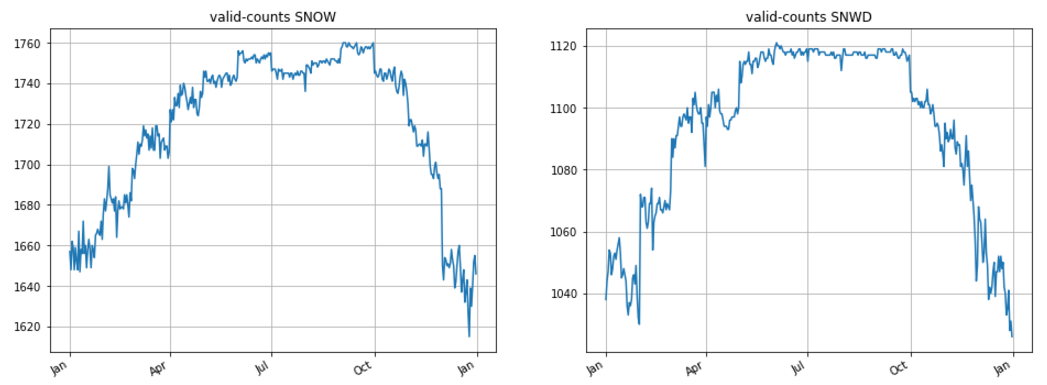 valid-counts SNOW
1760
1740
1720
1700
1680
1660
1640
1620
Jan
Apr
Jul
Oct
Jan
valid-counts SNWD
1120
1100
1080
1060
1040
Jan
Apr
Jul
Oct
Jan